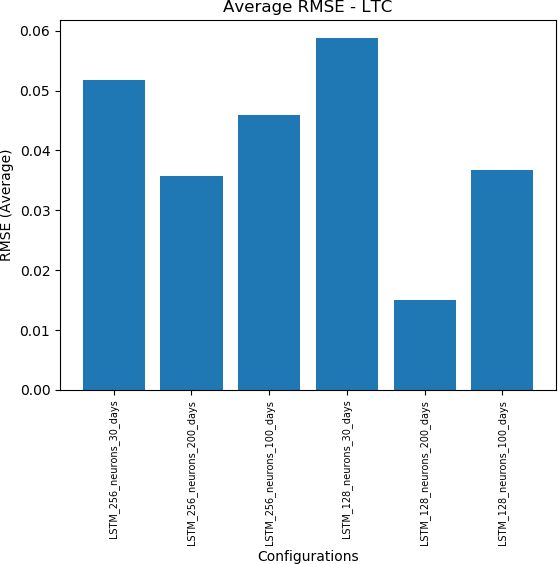 Average RMSE - LTC
RMSE (Average)
0.06
0.05
0.04
0.03
0.02
0.01
0.00
LSTM_256_neurons_30_days
LSTM_256_neurons_200_days
LSTM_256_neurons_100_days
LSTM_128_neurons_30_days
LSTM_128_neurons_200_days
LSTM_128_neurons_100_days
Configurations